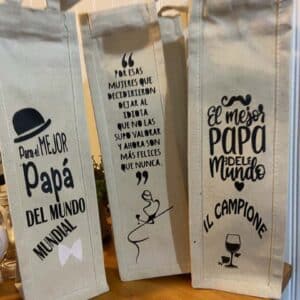 Para el MEJOR
Papá
DEL MUNDO
MUNDIAL
"
POR ESAS
MUJERES QUE
DECIDIERON
DEJAR AL
IDIOTA
QUE NO LAS
SUPO VALORAR
Y AHORA SON
MÁS FELICES
QUE NUNCA.
"
El mejor
PAPA
DEL
Mundo
IL CAMPIONE